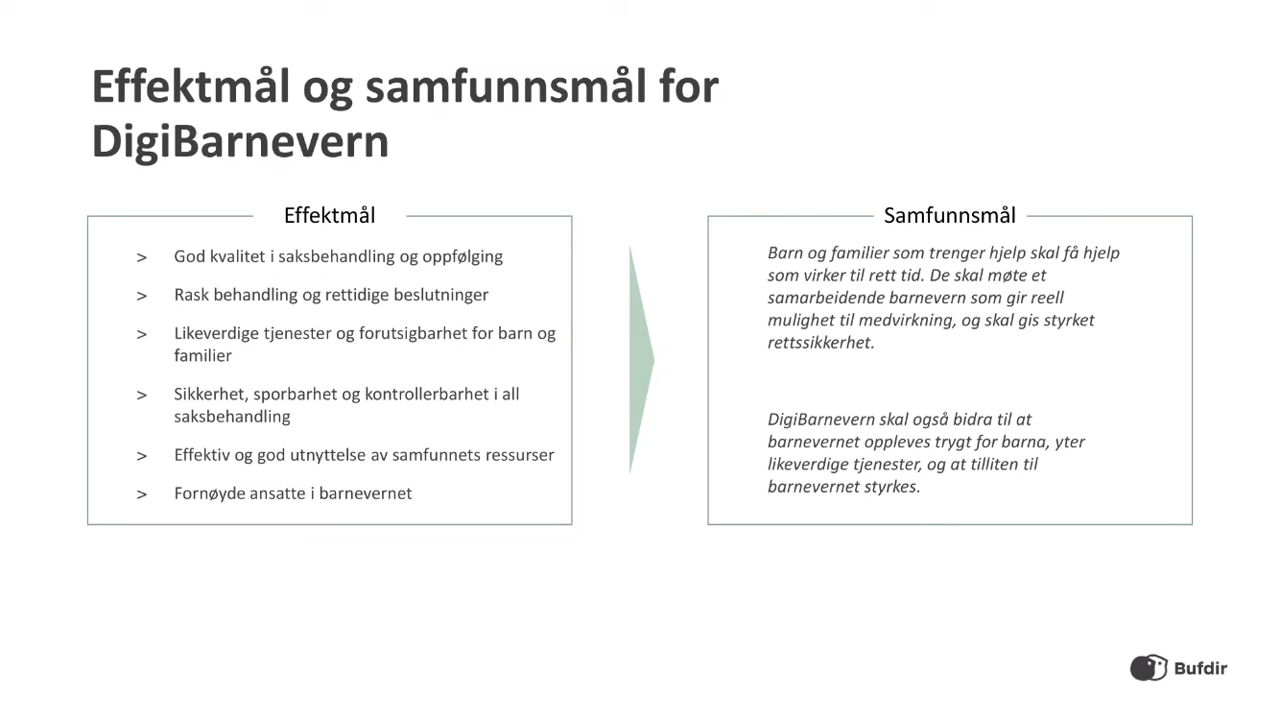 Effektmål og samfunnsmål for
DigiBarnevern
Effektmål
> God kvalitet i saksbehandling og oppfølging
> Rask behandling og rettidige beslutninger
> Likeverdige tjenester og forutsigbarhet for barn og
familier
> Sikkerhet, sporbarhet og kontrollerbarhet i all
saksbehandling
> Effektiv og god utnyttelse av samfunnets ressurser
> Fornøyde ansatte i barnevernet
Samfunnsmål
Barn og familier som trenger hjelp skal få hjelp
som virker til rett tid. De skal møte et
samarbeidende barnevern som gir reell
mulighet til medvirkning, og skal gis styrket
rettssikkerhet.
DigiBarnevern skal også bidra til at
barnevernet oppleves trygt for barna, yter
likeverdige tjenester, og at tilliten til
barnevernet styrkes.
Bufdir